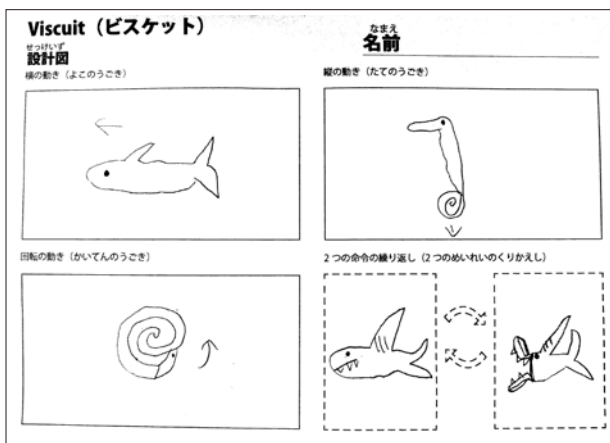 Viscuit（ビスケット）
せっけいず
設計図
なまえ
名前
横の動き（よこのうごき）
縦の動き（たてのうごき）
回転の動き（かいてんのうごき）
2つの命令の繰り返し（2つのめいれいのくりかえし）